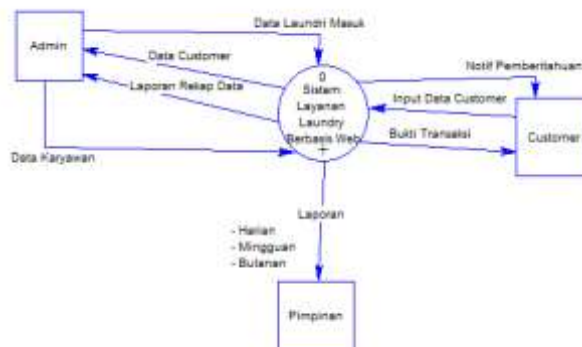 Data Laundri Masuk
Admin
Data Customer
Laporan Rekap Data
Data Karyawan
0
Sistem
Layanan
Laundry
Berbasis Web
+
Notif Pemberitahuan
Input Data Customer
Bukti Transaksi
Customer
Laporan
- Harian
- Mingguan
- Bulanan
Pimpinan